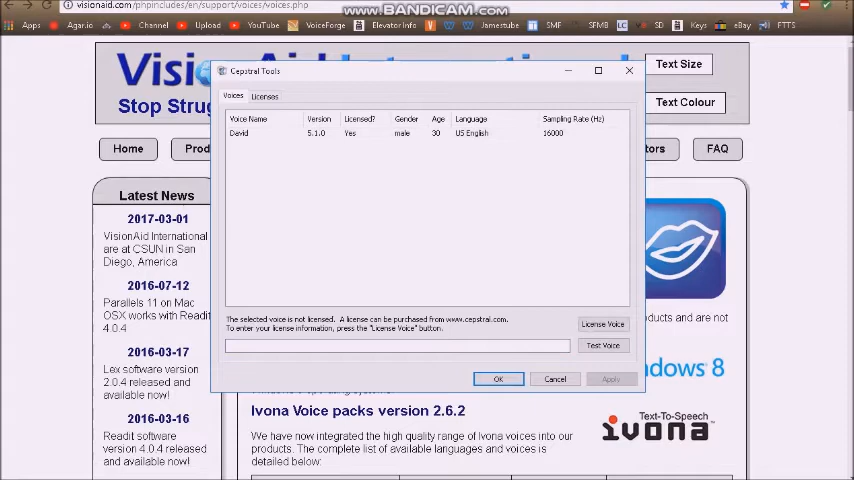 www.BANDICAM.com
visionaid.com/phpincludes/en/support/voices/voices.php
Apps Agar.io Channel Upload YouTube VoiceForge Elevator Info Jamestube SMF SFMB SD Keys eBay FTTS
Text Size
Stop Strug
Text Colour
Cepstral Tools
Voices Licenses
Voice Name Version Licensed? Gender Age Language Sampling Rate (Hz)
David 5.1.0 Yes male 30 US English 16000
The selected voice is not licensed. A license can be purchased from www.cepstral.com.
To enter your license information, press the "License Voice" button.
License Voice
Test Voice
OK Cancel Apply
Home Prod tors FAQ
Latest News
2017-03-01
VisionAid International
are at CSUN in San
Diego, America
2016-07-12
Parallels 11 on Mac
OSX works with Readit
4.0.4
2016-03-17
Lex software version
2.0.4 released and
available now!
2016-03-16
Readit software
version 4.0.4 released
and available now!
products and are
ndows 8
Ivona Voice packs version 2.6.2
We have now integrated the high quality range of Ivona voices into our
products. The complete list of available languages and voices is
detailed below:
Text-To-Speech
ivona